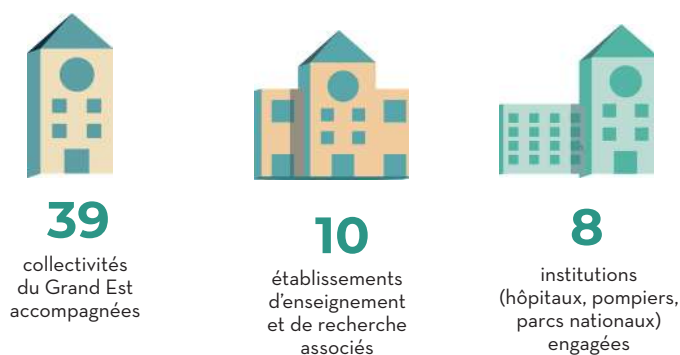 39
collectivités
du Grand Est
accompagnées
10
établissements
d'enseignement
et de recherche
associés
8
institutions
(hôpitaux, pompiers,
parcs nationaux)
engagées